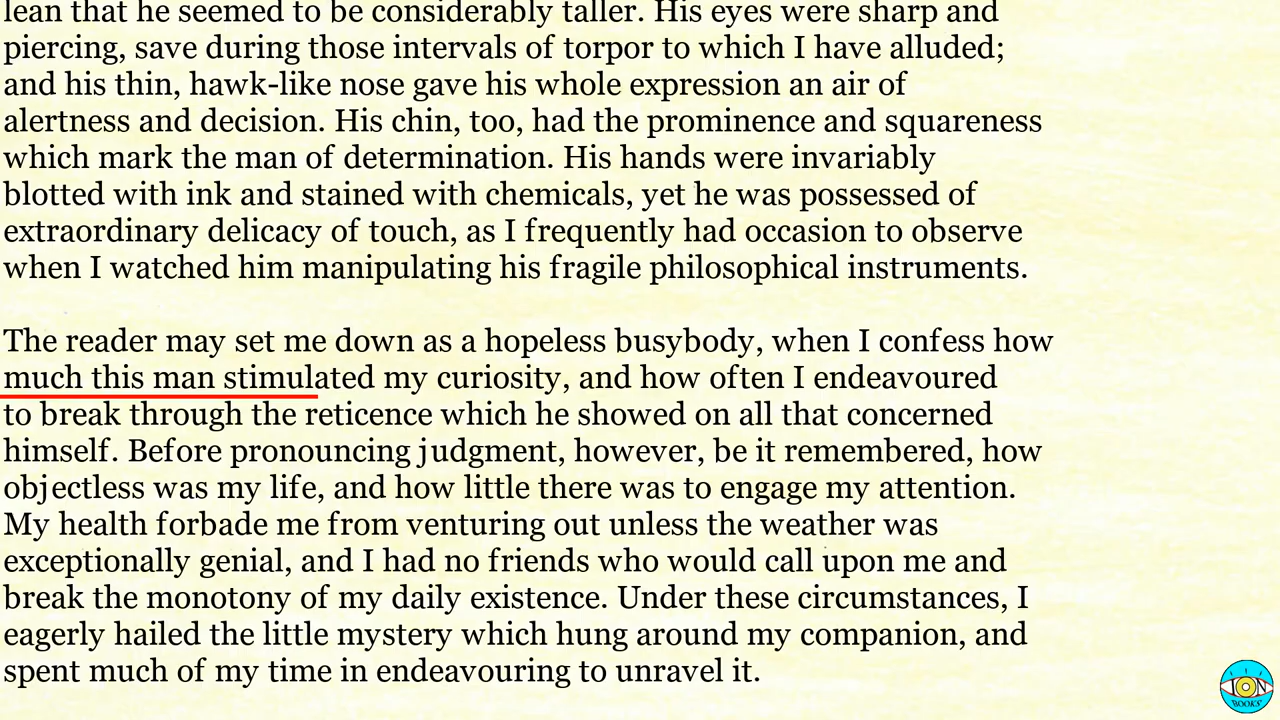 lean that he seemed to be considerably taller. His eyes were sharp and
piercing, save during those intervals of torpor to which I have alluded;
and his thin, hawk-like nose gave his whole expression an air of
alertness and decision. His chin, too, had the prominence and squareness
which mark the man of determination. His hands were invariably
blotted with ink and stained with chemicals, yet he was possessed of
extraordinary delicacy of touch, as I frequently had occasion to observe
when I watched him manipulating his fragile philosophical instruments.
The reader may set me down as a hopeless busybody, when I confess how
much this man stimulated my curiosity, and how often I endeavoured
to break through the reticence which he showed on all that concerned
himself. Before pronouncing judgment, however, be it remembered, how
objectless was my life, and how little there was to engage my attention.
My health forbade me from venturing out unless the weather was
exceptionally genial, and I had no friends who would call upon me and
break the monotony of my daily existence. Under these circumstances, I
eagerly hailed the little mystery which hung around my companion, and
spent much of my time in endeavouring to unravel it.
ION
BOOKS